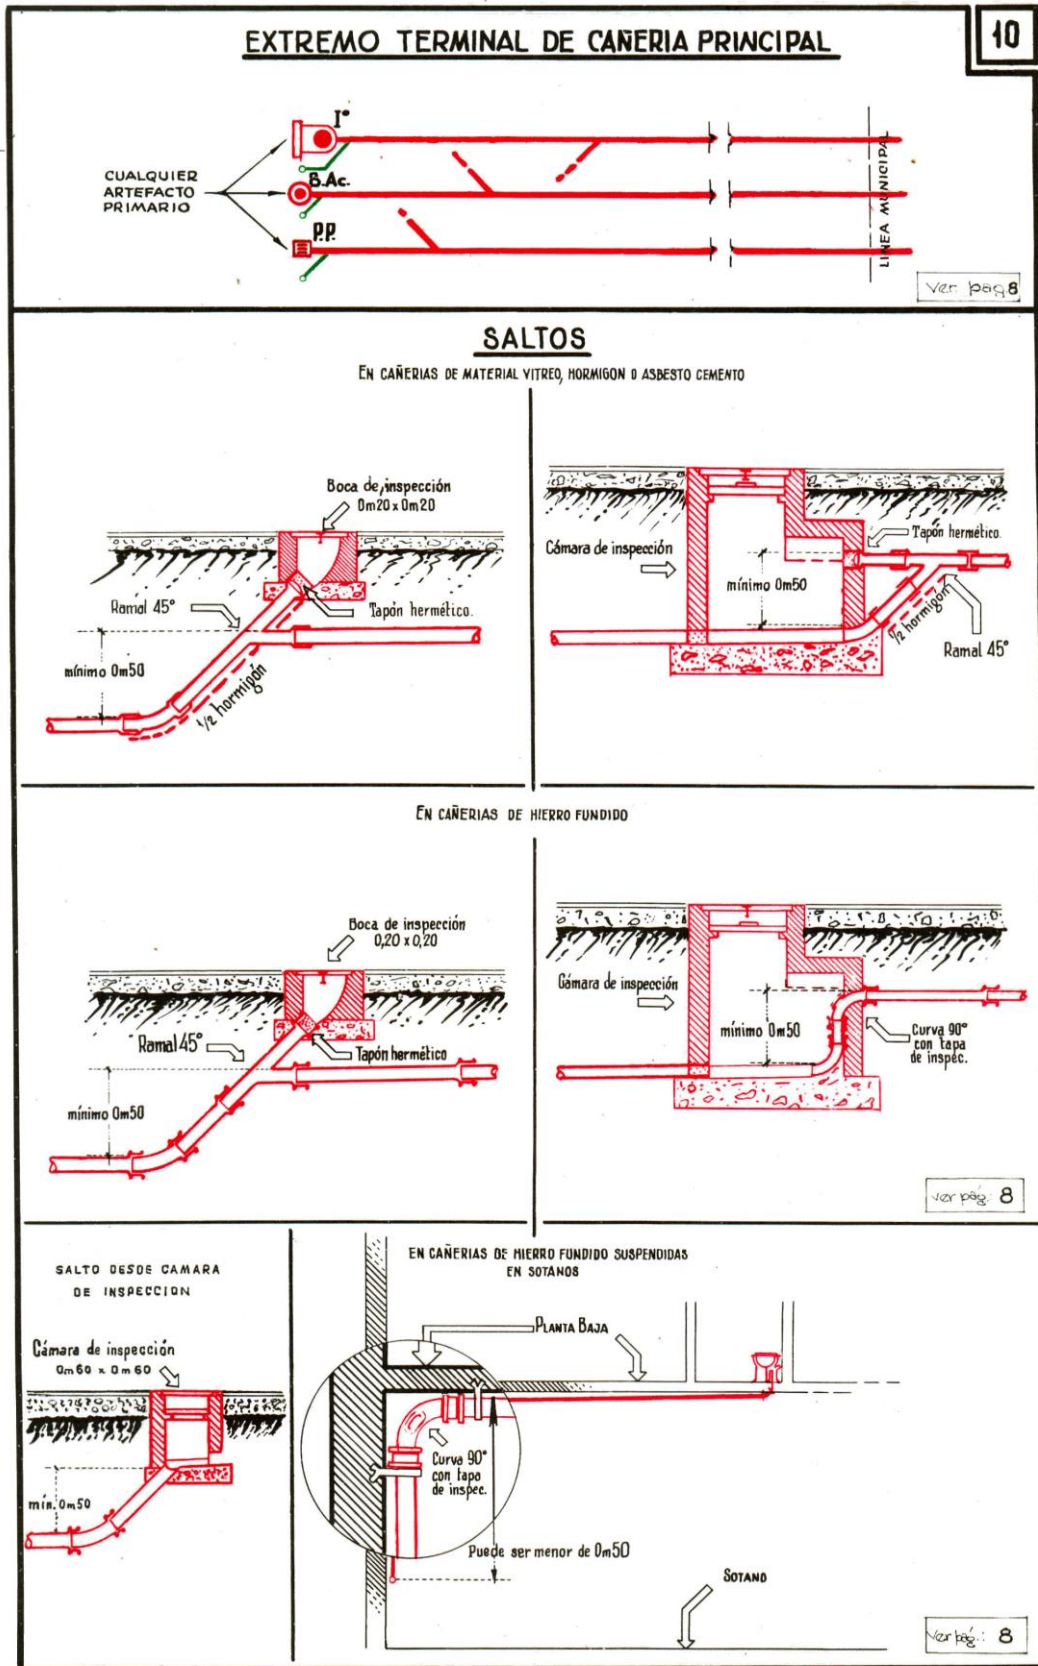 10
EXTREMO TERMINAL DE CAÑERIA PRINCIPAL
I°
CUALQUIER
ARTEFACTO
PRIMARIO
B.Ac.
P.P.
LINEA MUNICIPAL
ver pag 8
SALTOS
EN CAÑERIAS DE MATERIAL VITREO, HORMIGON O ASBESTO CEMENTO
Boca de inspección
0m20 x 0m20
Ramal 45°
Tapón hermético.
mínimo 0m50
1/2 hormigón
Cámara de inspección
Tapón hermético.
mínimo 0m50
1/2 hormigón
Ramal 45°
EN CAÑERIAS DE HIERRO FUNDIDO
Boca de inspección
0,20 x 0,20
Ramal 45°
Tapón hermético
mínimo 0m50
Cámara de inspección
mínimo 0m50
Curva 90°
con tapa
de inspéc.
ver pág: 8
SALTO DESDE CAMARA
DE INSPECCION
Cámara de inspección
0m60 x 0m60
mín. 0m50
EN CAÑERIAS DE HIERRO FUNDIDO SUSPENDIDAS
EN SOTANOS
PLANTA BAJA
Curva 90°
con tapa
de inspec.
Puede ser menor de 0m50
SOTANO
ver pág.: 8